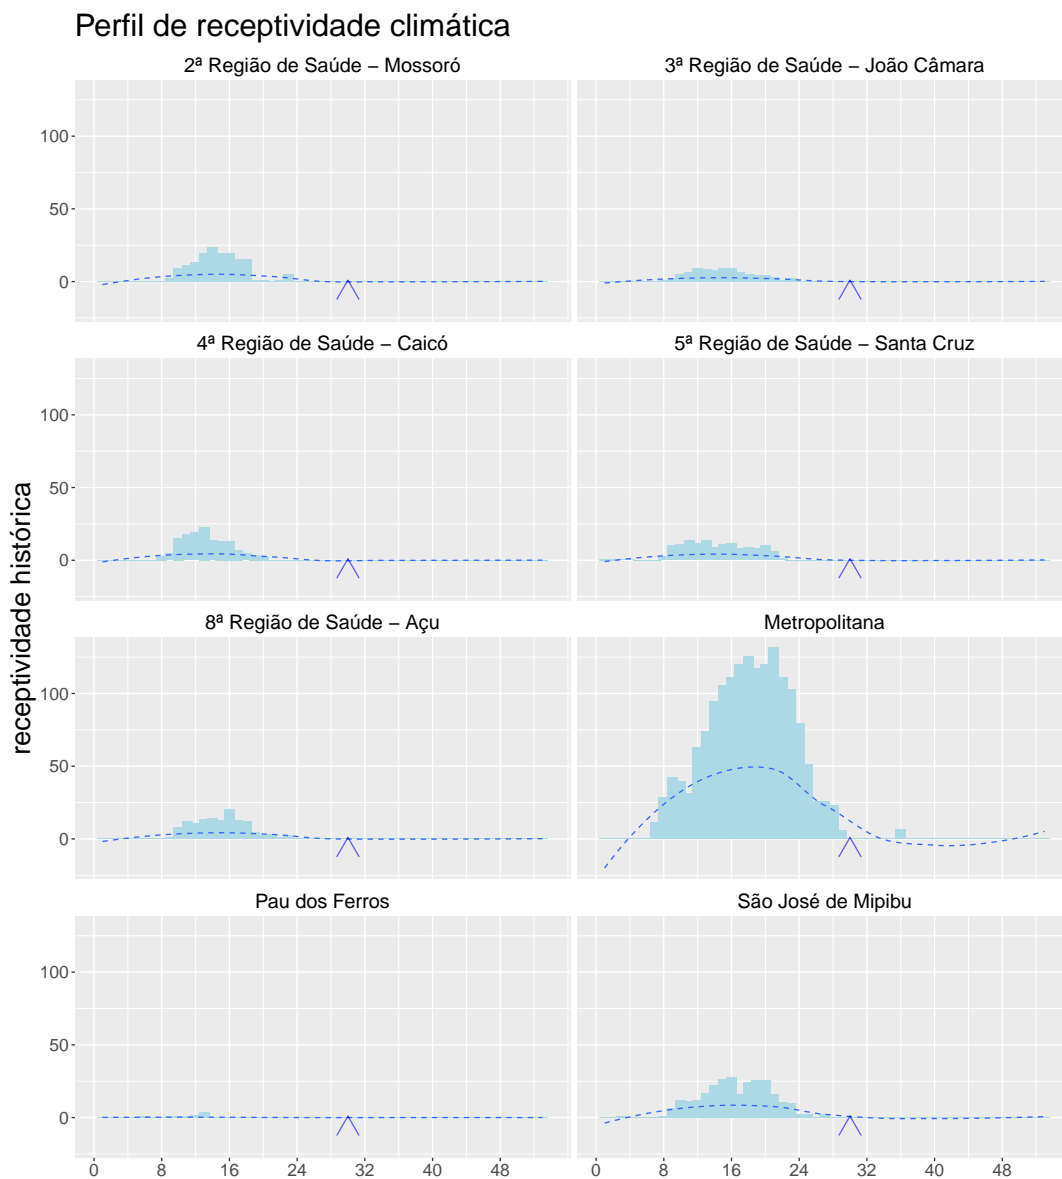 Perfil de receptividade climática
2ª Região de Saúde – Mossoró
3ª Região de Saúde – João Câmara
100
50
0
4ª Região de Saúde – Caicó
5ª Região de Saúde – Santa Cruz
100
50
0
receptividade histórica
8ª Região de Saúde – Açu
Metropolitana
100
50
0
Pau dos Ferros
São José de Mipibu
100
50
0
0 8 16 24 32 40 48
0 8 16 24 32 40 48